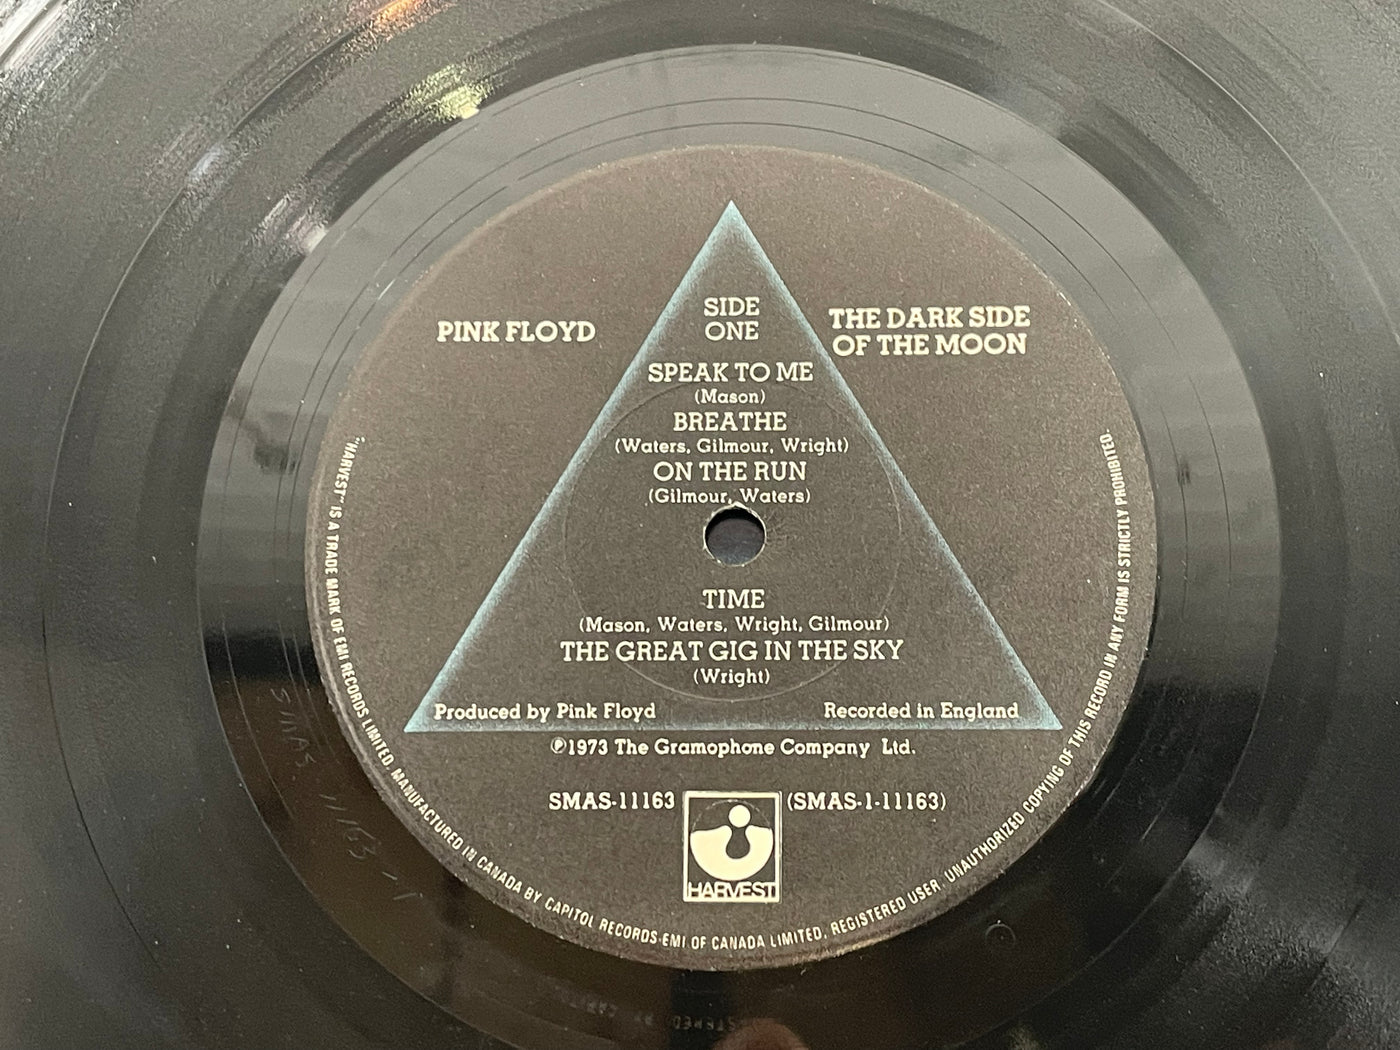 SIDE
ONE
PINK FLOYD
THE DARK SIDE
OF THE MOON
SPEAK TO ME
(Mason)
BREATHE
(Waters, Gilmour, Wright)
ON THE RUN
(Gilmour, Waters)
TIME
(Mason, Waters, Wright, Gilmour)
THE GREAT GIG IN THE SKY
(Wright)
Produced by Pink Floyd
Recorded in England
℗1973 The Gramophone Company Ltd.
SMAS-11163
(SMAS-1-11163)
HARVEST
"HARVEST" IS A TRADE MARK OF EMI RECORDS LIMITED. MANUFACTURED IN CANADA BY CAPITOL RECORDS-EMI OF CANADA LIMITED, REGISTERED USER. UNAUTHORIZED COPYING OF THIS RECORD IN ANY FORM IS STRICTLY PROHIBITED.
SMAS. 11163 -1